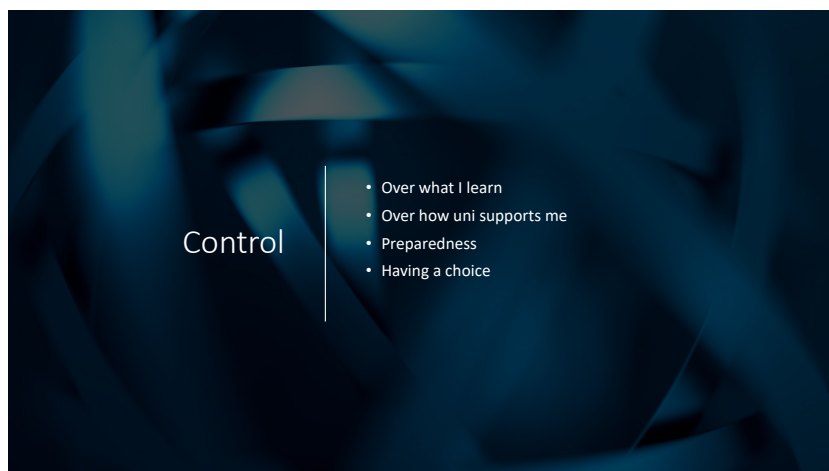 Control
• Over what I learn
• Over how uni supports me
• Preparedness
• Having a choice